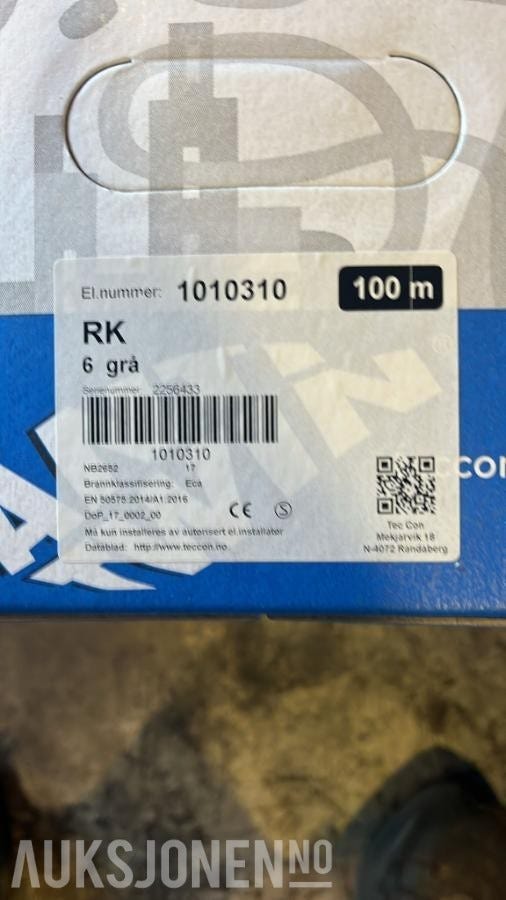 El.nummer: 1010310 100 m
RK
6 grå
Serienummer: 2256433
1010310
NB2652 17
Brannklassifisering: Eca
EN 50575:2014/A1:2016
DoP_17_0002_00
CE S
Må kun installeres av autorisert el.installatør
Datablad: http://www.teccon.no
Tec Con
Mekjarvik 18
N-4072 Randaberg
AUKSJONEN.NO